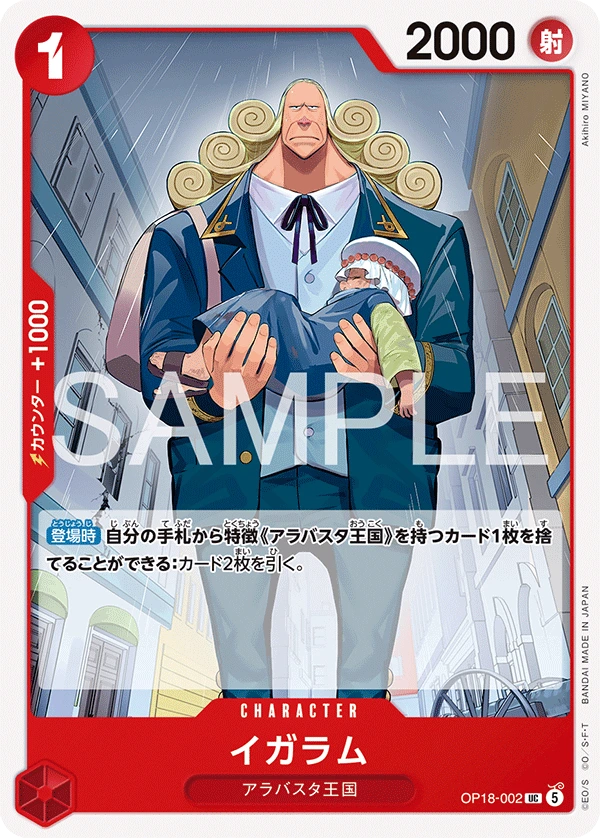 1
2000
射
Akihiro MIYANO
カウンター +1000
SAMPLE
登場時 自分の手札から特徴《アラバスタ王国》を持つカード1枚を捨
てることができる:カード2枚を引く。
CHARACTER
イガラム
アラバスタ王国
OP18-002 UC 5
©E.O/S ©O/S・F・T BANDAI MADE IN JAPAN